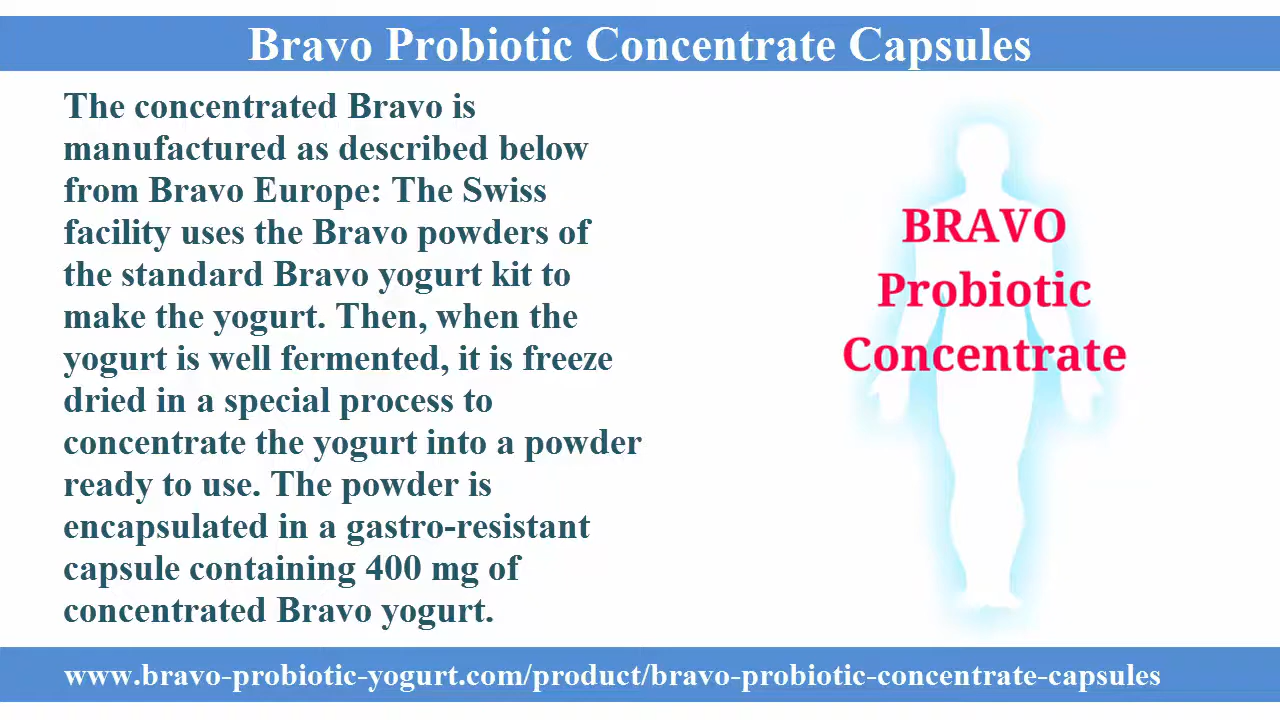 Bravo Probiotic Concentrate Capsules
The concentrated Bravo is
manufactured as described below
from Bravo Europe: The Swiss
facility uses the Bravo powders of
the standard Bravo yogurt kit to
make the yogurt. Then, when the
yogurt is well fermented, it is freeze
dried in a special process to
concentrate the yogurt into a powder
ready to use. The powder is
encapsulated in a gastro-resistant
capsule containing 400 mg of
concentrated Bravo yogurt.
BRAVO
Probiotic
Concentrate
www.bravo-probiotic-yogurt.com/product/bravo-probiotic-concentrate-capsules